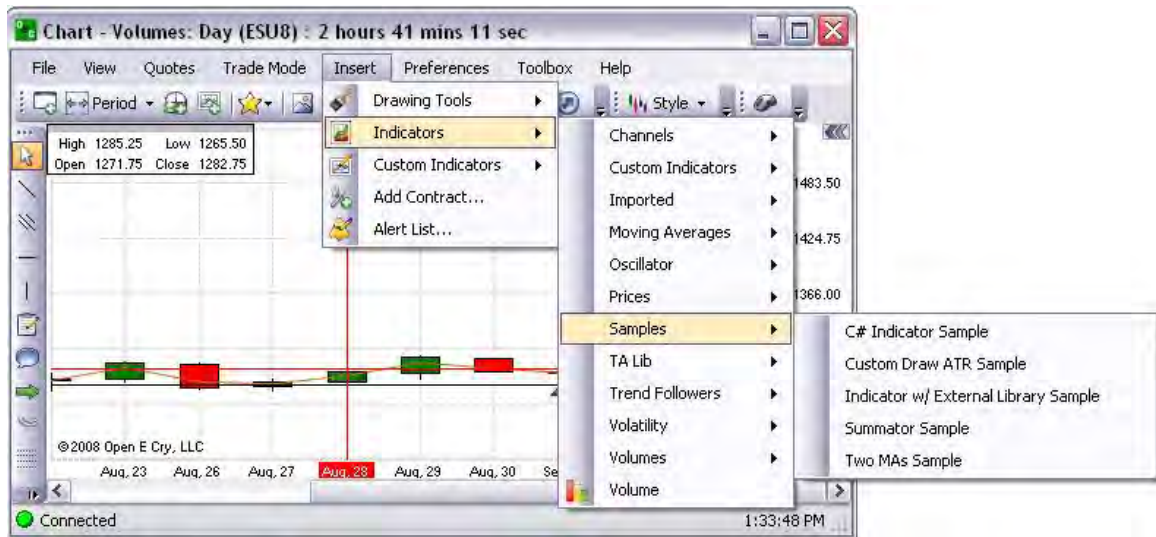 Chart - Volumes: Day (ESU8) : 2 hours 41 mins 11 sec
File View Quotes Trade Mode Insert Preferences Toolbox Help
Period Style
High 1285.25 Low 1265.50
Open 1271.75 Close 1282.75
Drawing Tools
Indicators
Custom Indicators
Add Contract...
Alert List...
Channels
Custom Indicators
Imported
Moving Averages
Oscillator
Prices
Samples
TA Lib
Trend Followers
Volatility
Volumes
Volume
C# Indicator Sample
Custom Draw ATR Sample
Indicator w/ External Library Sample
Summator Sample
Two MAs Sample
1483.50
1424.75
1366.00
©2008 Open E Cry, LLC
Aug, 23 Aug, 26 Aug, 27 Aug, 28 Aug, 29 Aug, 30 Se
Connected 1:33:48 PM